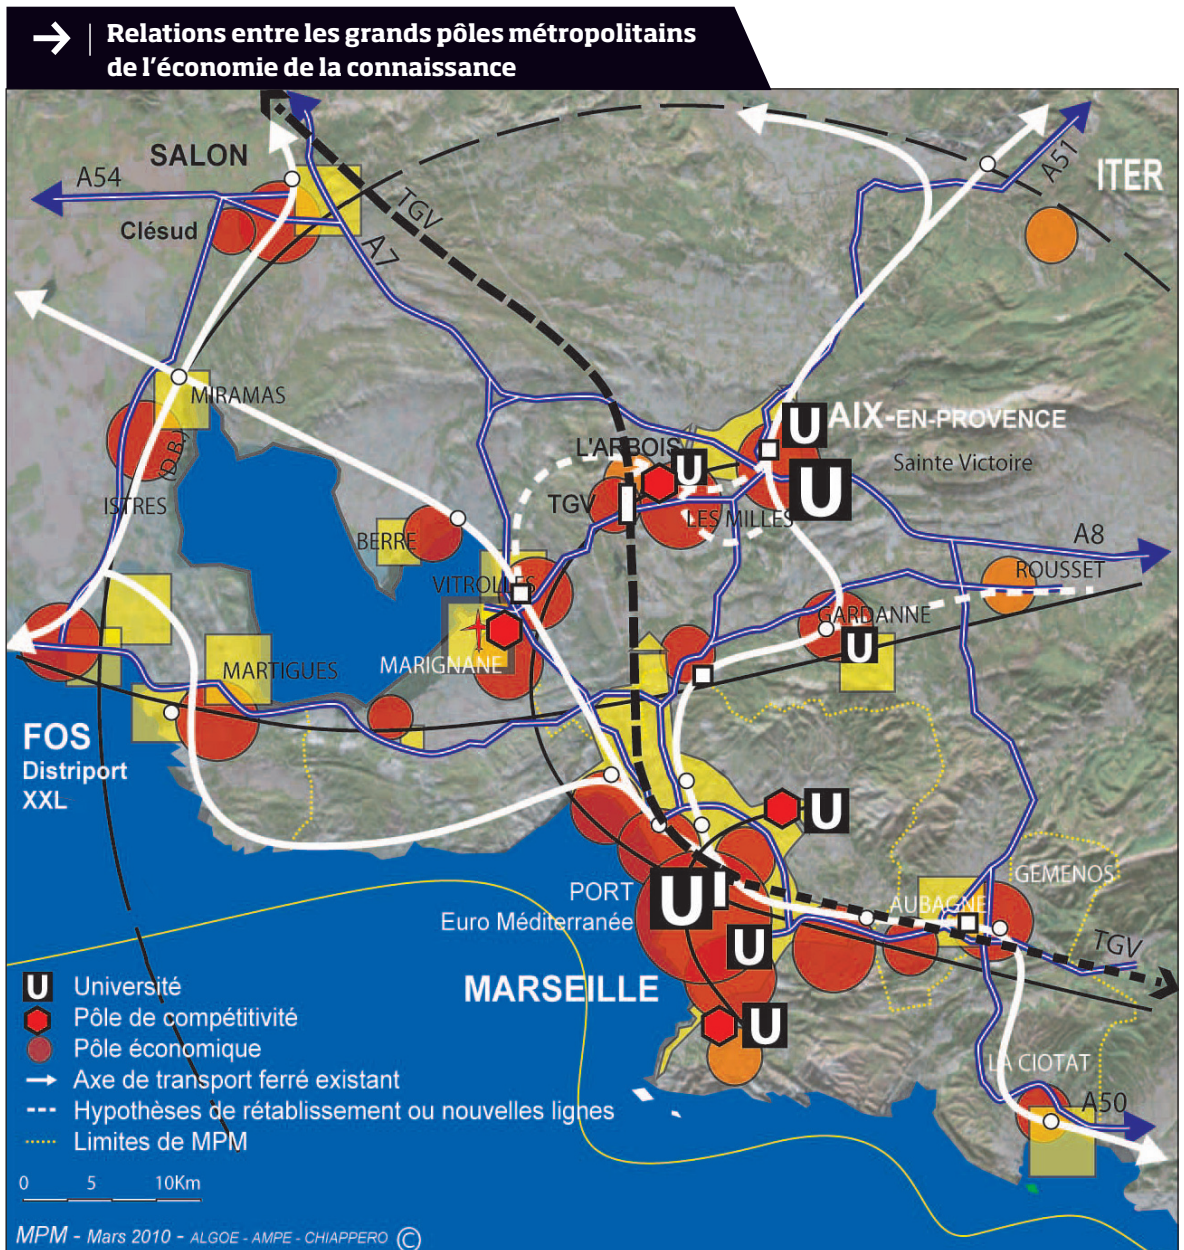 Relations entre les grands pôles métropolitains
de l'économie de la connaissance
SALON
A54
TGV
A51
ITER
Clésud
A7
MIRAMAS
(D.B.)
ISTRES
L'ARBOIS
U
U
AIX-EN-PROVENCE
Sainte Victoire
U
TGV
LES MILLES
BERRE
A8
VITROLLES
ROUSSET
GARDANNE
U
MARIGNANE
MARTIGUES
FOS
Distriport
XXL
U
GEMENOS
PORT
Euro Méditerranée
U
AUBAGNE
U
TGV
MARSEILLE
U
LA CIOTAT
A50
U Université
Pôle de compétitivité
Pôle économique
Axe de transport ferré existant
Hypothèses de rétablissement ou nouvelles lignes
Limites de MPM
0 5 10Km
MPM - Mars 2010 - ALGOE - AMPE - CHIAPPERO ©